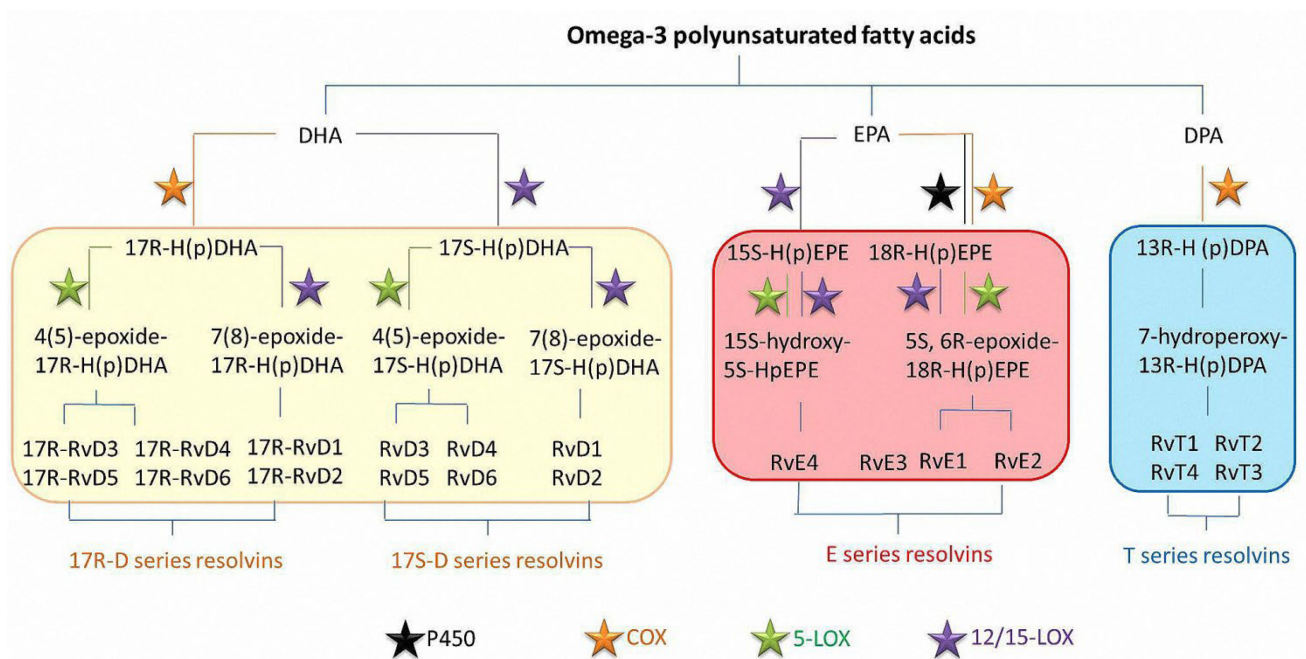 Omega-3 polyunsaturated fatty acids
DHA
EPA
DPA
17R-H(p)DHA
17S-H(p)DHA
15S-H(p)EPE
18R-H(p)EPE
13R-H (p)DPA
4(5)-epoxide-
17R-H(p)DHA
7(8)-epoxide-
17R-H(p)DHA
4(5)-epoxide-
17S-H(p)DHA
7(8)-epoxide-
17S-H(p)DHA
15S-hydroxy-
5S-HpEPE
5S, 6R-epoxide-
18R-H(p)EPE
7-hydroperoxy-
13R-H(p)DPA
17R-RvD3
17R-RvD5
17R-RvD4
17R-RvD6
17R-RvD1
17R-RvD2
RvD3
RvD5
RvD4
RvD6
RvD1
RvD2
RvE4
RvE3
RvE1
RvE2
RvT1
RvT4
RvT2
RvT3
17R-D series resolvins
17S-D series resolvins
E series resolvins
T series resolvins
P450
COX
5-LOX
12/15-LOX